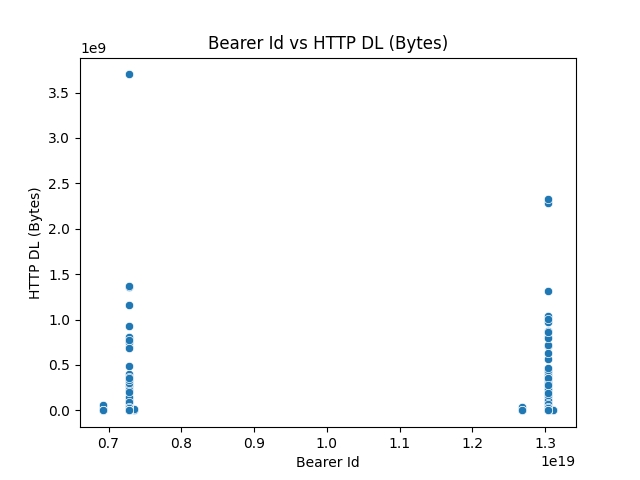 Bearer Id vs HTTP DL (Bytes)
1e9
3.5
3.0
2.5
2.0
1.5
1.0
0.5
0.0
HTTP DL (Bytes)
0.7 0.8 0.9 1.0 1.1 1.2 1.3
1e19
Bearer Id